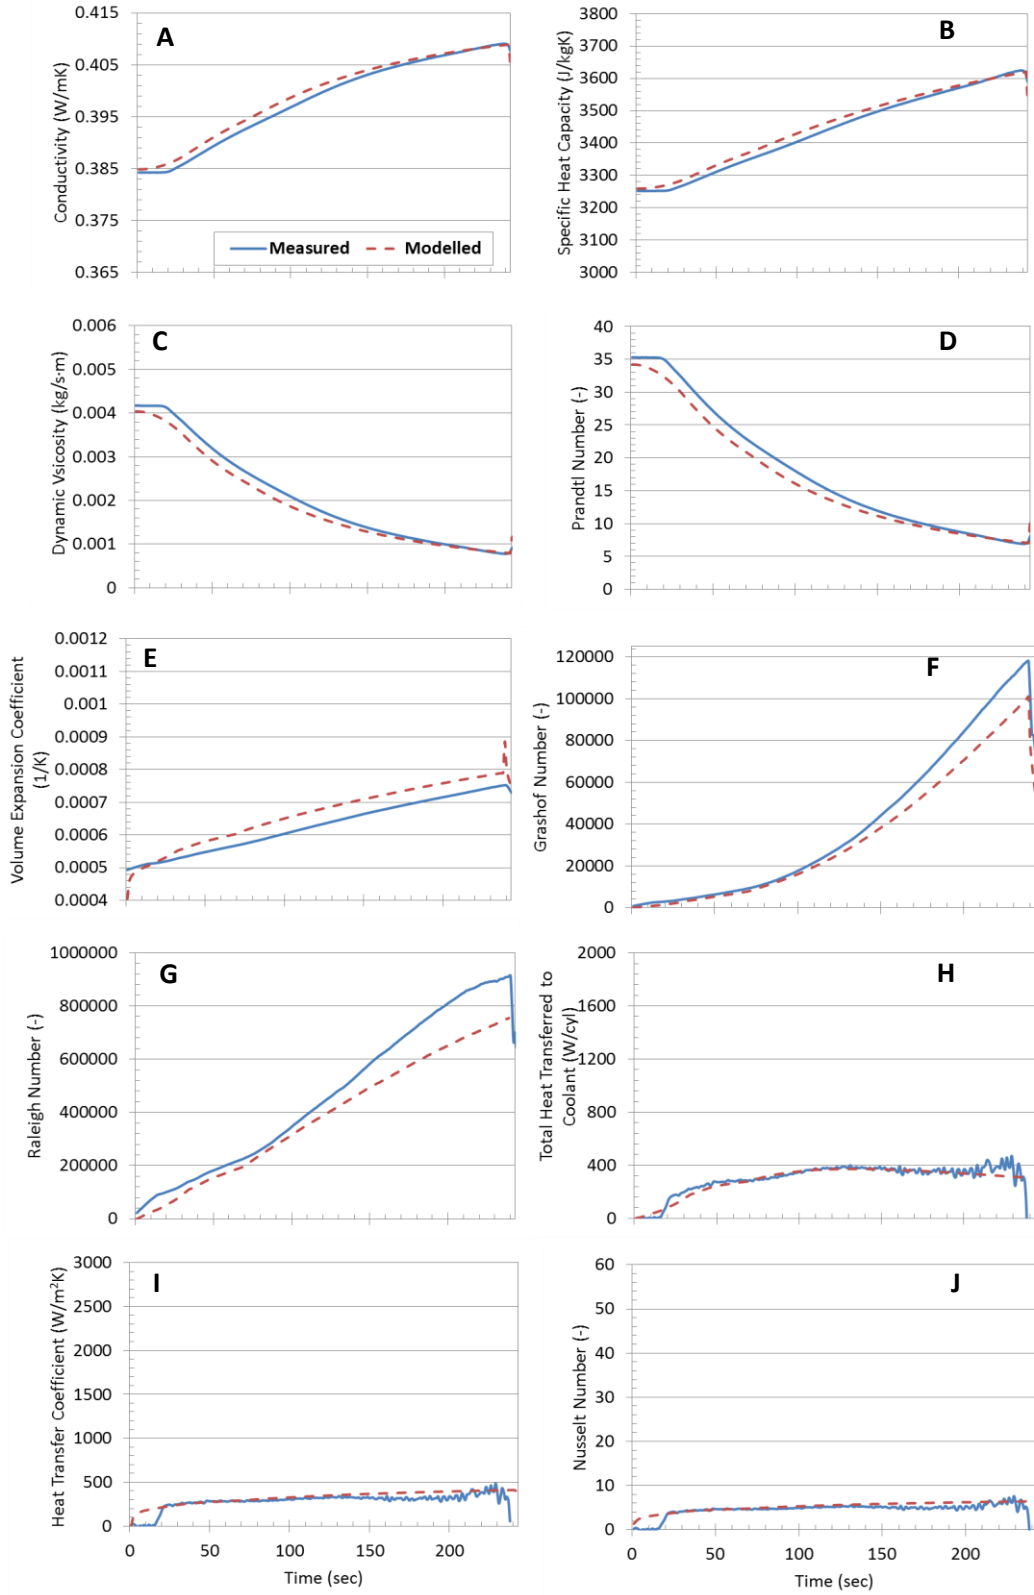 A
Conductivity (W/mK)
0.415
0.405
0.395
0.385
0.375
0.365
Measured
Modelled
B
Specific Heat Capacity (J/kgK)
3800
3700
3600
3500
3400
3300
3200
3100
3000
C
Dynamic Vsicosity (kg/s·m)
0.006
0.005
0.004
0.003
0.002
0.001
0
D
Prandtl Number (-)
40
35
30
25
20
15
10
5
0
E
Volume Expansion Coefficient
(1/K)
0.0012
0.0011
0.001
0.0009
0.0008
0.0007
0.0006
0.0005
0.0004
F
Grashof Number (-)
120000
100000
80000
60000
40000
20000
0
G
Raleigh Number (-)
1000000
800000
600000
400000
200000
0
H
Total Heat Transferred to
Coolant (W/cyl)
2000
1600
1200
800
400
0
I
Heat Transfer Coefficient (W/m²K)
3000
2500
2000
1500
1000
500
0
0 50 100 150 200
Time (sec)
J
Nusselt Number (-)
60
50
40
30
20
10
0
0 50 100 150 200
Time (sec)